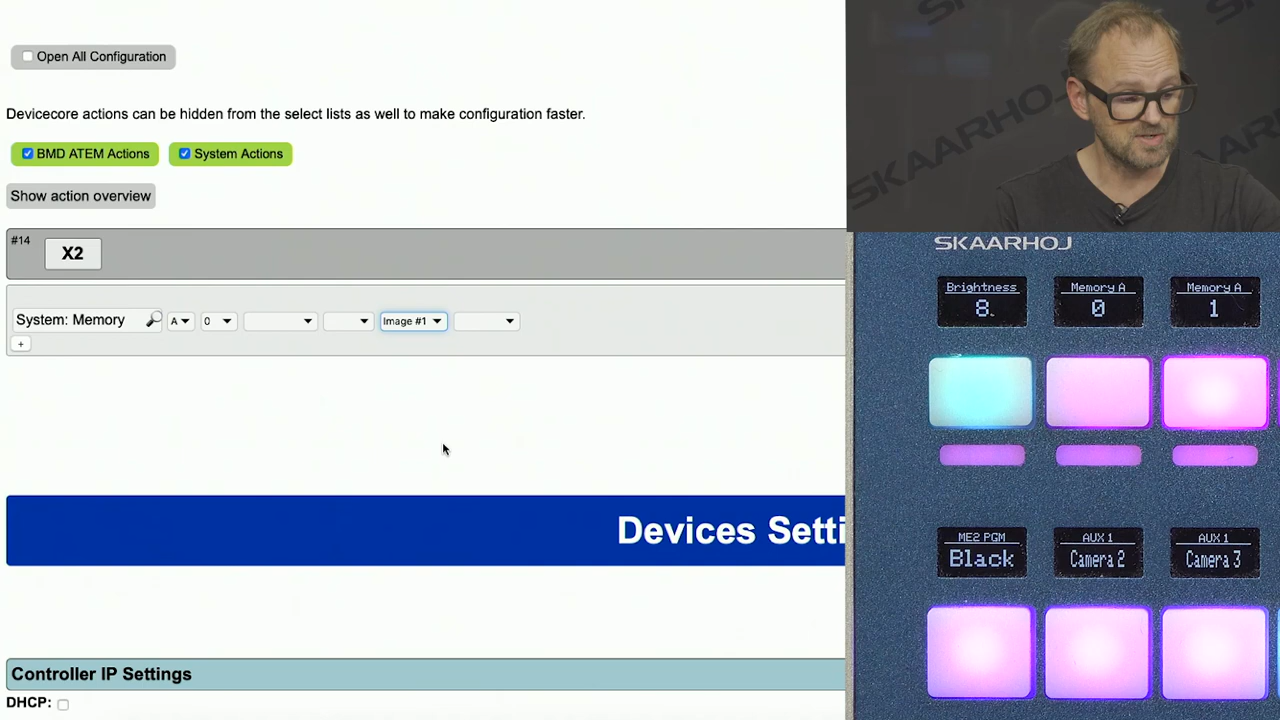 Open All Configuration
Devicecore actions can be hidden from the select lists as well to make configuration faster.
BMD ATEM Actions System Actions
Show action overview
#14 X2
System: Memory A 0 Image #1
+
Devices Setti
Controller IP Settings
DHCP:
SKAARHOJ
SKAARHOJ
Brightness Memory A Memory A
8 0 1
ME2 PGM AUX 1 AUX 1
Black Camera 2 Camera 3